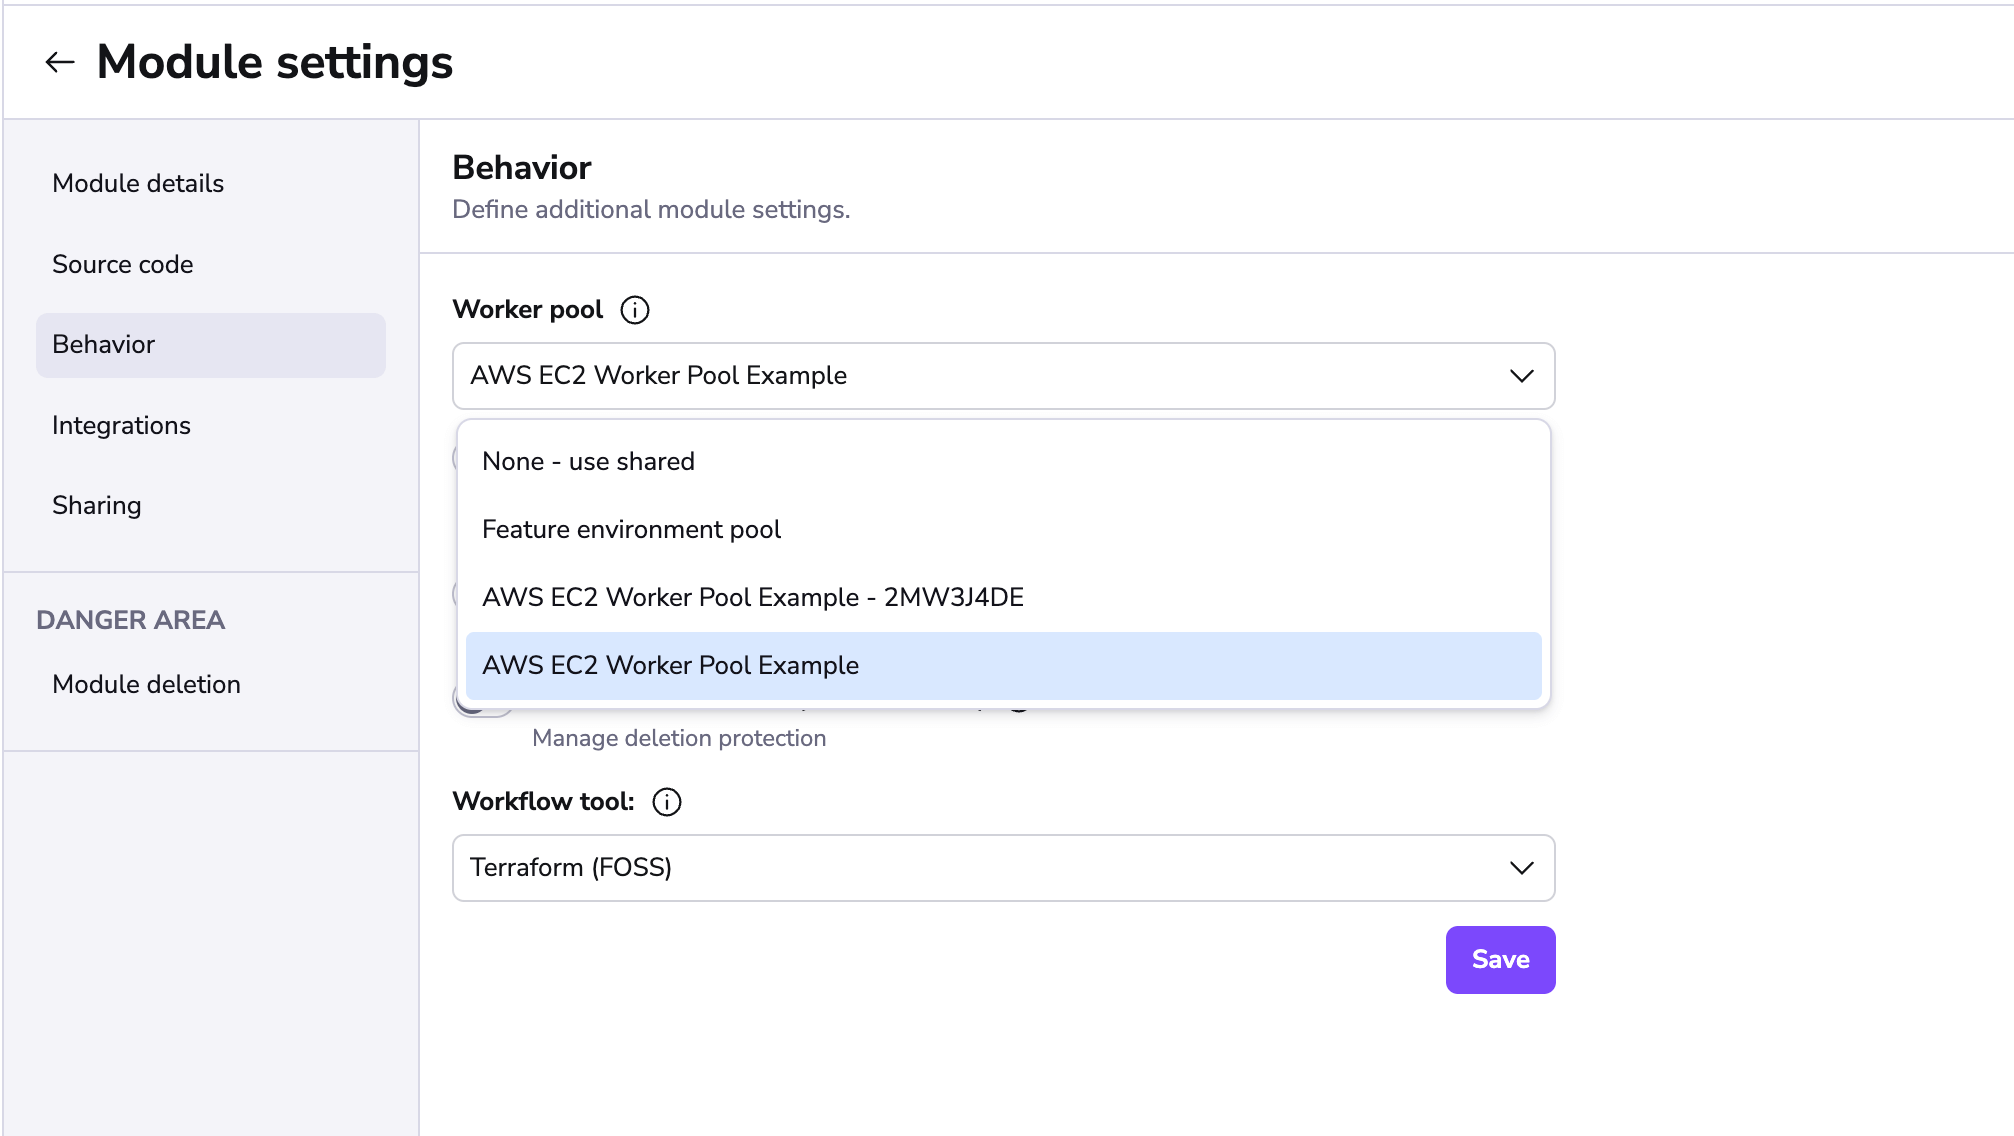 Module settings
Module details
Source code
Behavior
Integrations
Sharing
DANGER AREA
Module deletion
Behavior
Define additional module settings.
Worker pool
AWS EC2 Worker Pool Example
None - use shared
Feature environment pool
AWS EC2 Worker Pool Example - 2MW3J4DE
AWS EC2 Worker Pool Example
Manage deletion protection
Workflow tool:
Terraform (FOSS)
Save